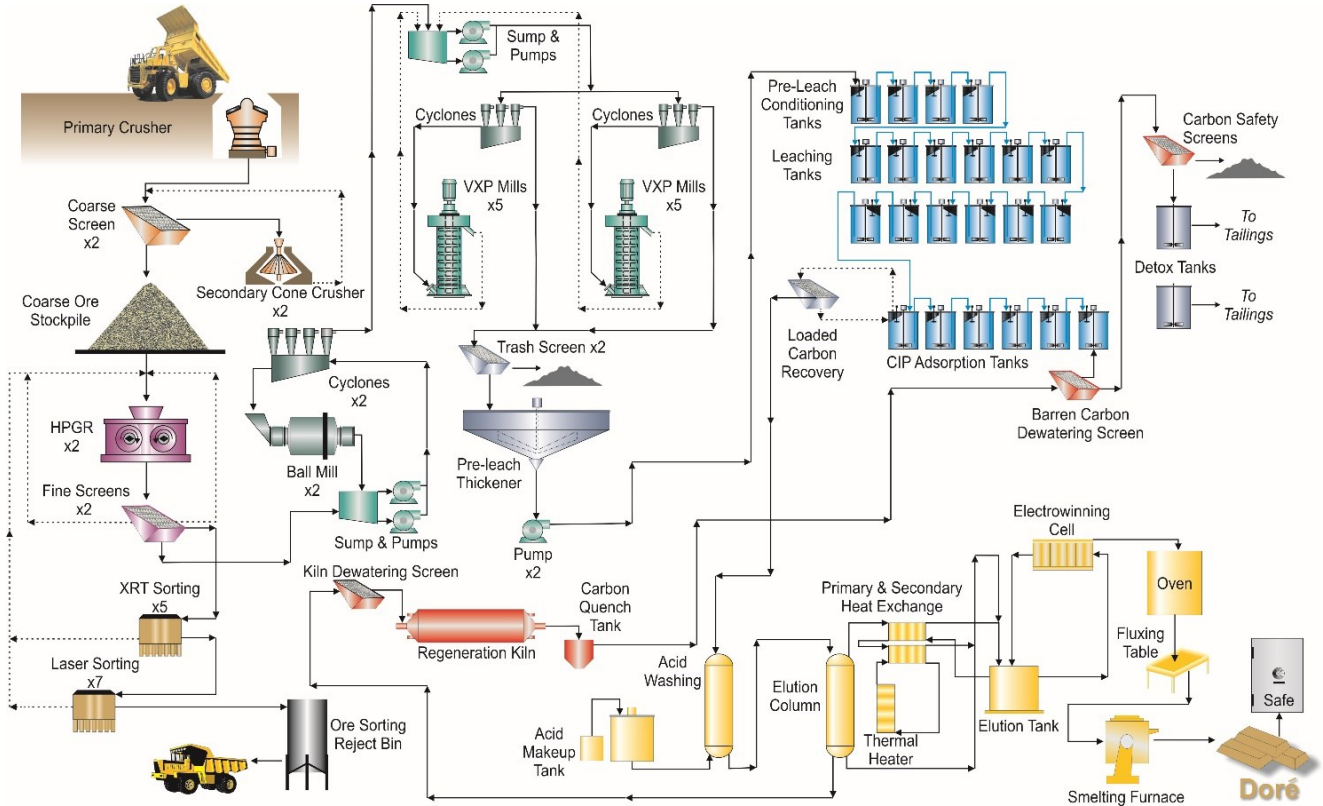 Primary Crusher
Coarse
Screen
x2
Secondary Cone Crusher
x2
Coarse Ore
Stockpile
HPGR
x2
Fine Screens
x2
XRT Sorting
x5
Laser Sorting
x7
Ore Sorting
Reject Bin
Cyclones
x2
Ball Mill
x2
Sump & Pumps
Sump &
Pumps
Cyclones
Cyclones
VXP Mills
x5
VXP Mills
x5
Trash Screen x2
Pre-leach
Thickener
Pump
x2
Pre-Leach
Conditioning
Tanks
Leaching
Tanks
Loaded
Carbon
Recovery
CIP Adsorption Tanks
Barren Carbon
Dewatering Screen
Carbon Safety
Screens
To
Tailings
Detox Tanks
To
Tailings
Kiln Dewatering Screen
Regeneration Kiln
Carbon
Quench
Tank
Acid
Makeup
Tank
Acid
Washing
Elution
Column
Primary & Secondary
Heat Exchange
Thermal
Heater
Elution Tank
Electrowinning
Cell
Oven
Fluxing
Table
Smelting Furnace
Safe
Doré